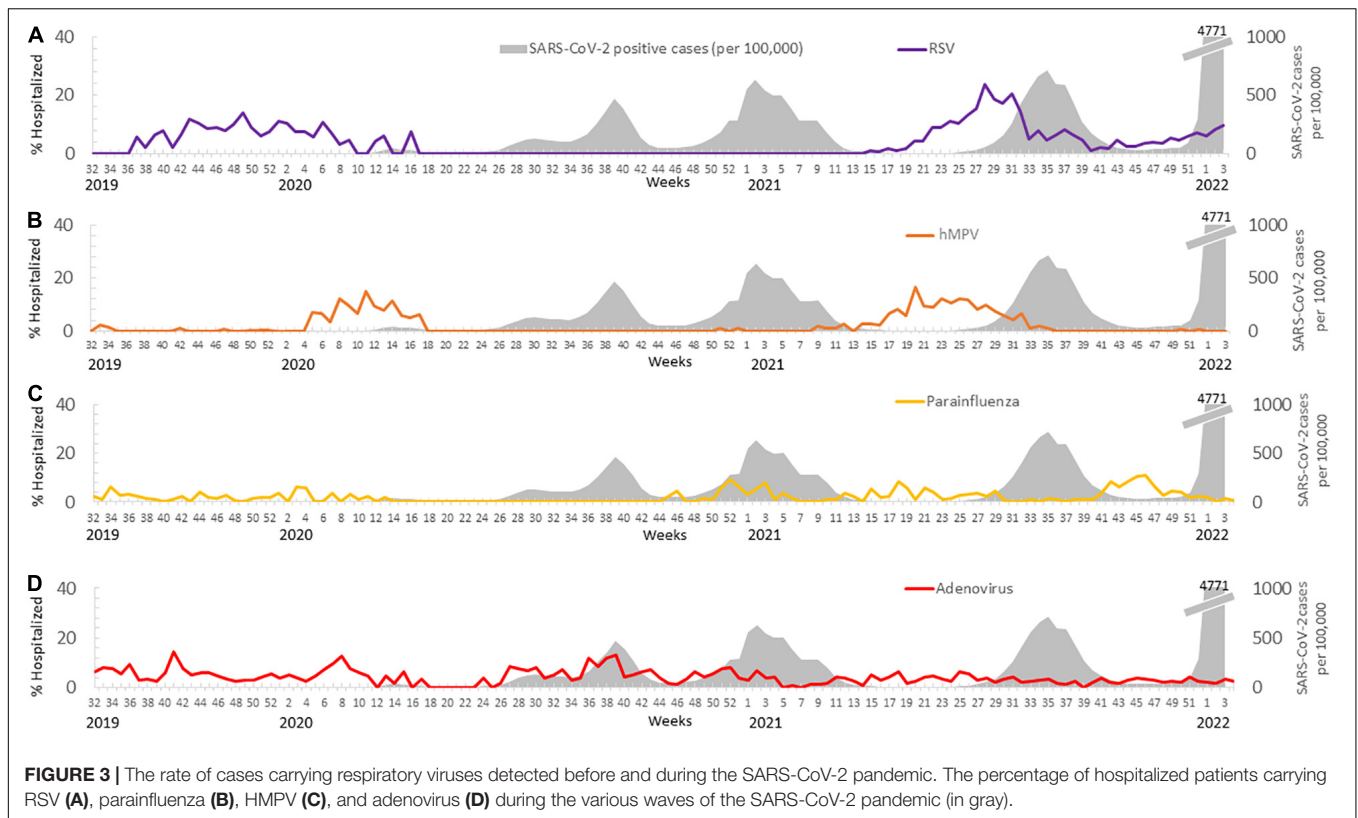 A
40
20
0
% Hospitalized
SARS-CoV-2 positive cases (per 100,000)
RSV
4771
1000
500
0
SARS-CoV-2 cases
per 100,000
32 34 36 38 40 42 44 46 48 50 52 2 4 6 8 10 12 14 16 18 20 22 24 26 28 30 32 34 36 38 40 42 44 46 48 50 52 1 3 5 7 9 11 13 15 17 19 21 23 25 27 29 31 33 35 37 39 41 43 45 47 49 51 1 3
2019 2020 Weeks 2021 2022
B
40
20
0
% Hospitalized
hMPV
4771
1000
500
0
SARS-CoV-2 cases
per 100,000
32 34 36 38 40 42 44 46 48 50 52 2 4 6 8 10 12 14 16 18 20 22 24 26 28 30 32 34 36 38 40 42 44 46 48 50 52 1 3 5 7 9 11 13 15 17 19 21 23 25 27 29 31 33 35 37 39 41 43 45 47 49 51 1 3
2019 2020 Weeks 2021 2022
C
40
20
0
% Hospitalized
Parainfluenza
4771
1000
500
0
SARS-CoV-2 cases
per 100,000
32 34 36 38 40 42 44 46 48 50 52 2 4 6 8 10 12 14 16 18 20 22 24 26 28 30 32 34 36 38 40 42 44 46 48 50 52 1 3 5 7 9 11 13 15 17 19 21 23 25 27 29 31 33 35 37 39 41 43 45 47 49 51 1 3
2019 2020 Weeks 2021 2022
D
40
20
0
% Hospitalized
Adenovirus
4771
1000
500
0
SARS-CoV-2 cases
per 100,000
32 34 36 38 40 42 44 46 48 50 52 2 4 6 8 10 12 14 16 18 20 22 24 26 28 30 32 34 36 38 40 42 44 46 48 50 52 1 3 5 7 9 11 13 15 17 19 21 23 25 27 29 31 33 35 37 39 41 43 45 47 49 51 1 3
2019 2020 Weeks 2021 2022
FIGURE 3 | The rate of cases carrying respiratory viruses detected before and during the SARS-CoV-2 pandemic. The percentage of hospitalized patients carrying
RSV (A), parainfluenza (B), HMPV (C), and adenovirus (D) during the various waves of the SARS-CoV-2 pandemic (in gray).